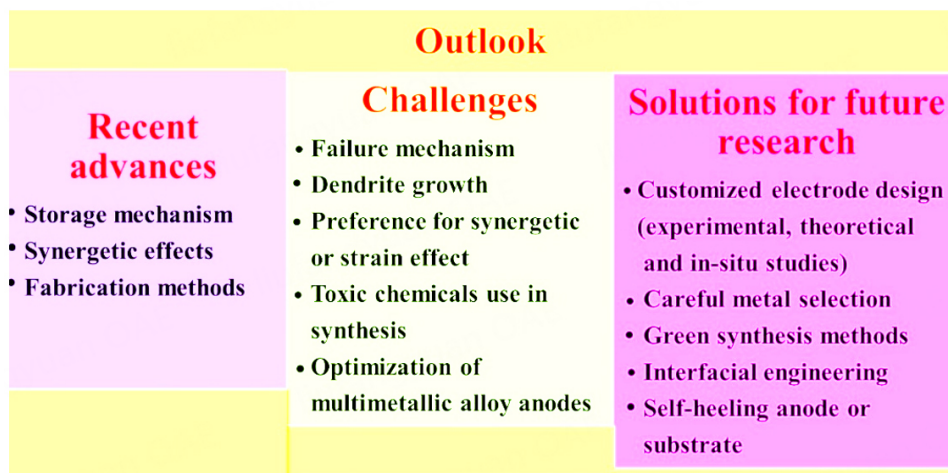 Outlook
Recent
advances
• Storage mechanism
• Synergetic effects
• Fabrication methods
Challenges
• Failure mechanism
• Dendrite growth
• Preference for synergetic
or strain effect
• Toxic chemicals use in
synthesis
• Optimization of
multimetallic alloy anodes
Solutions for future
research
• Customized electrode design
(experimental, theoretical
and in-situ studies)
• Careful metal selection
• Green synthesis methods
• Interfacial engineering
• Self-heeling anode or
substrate